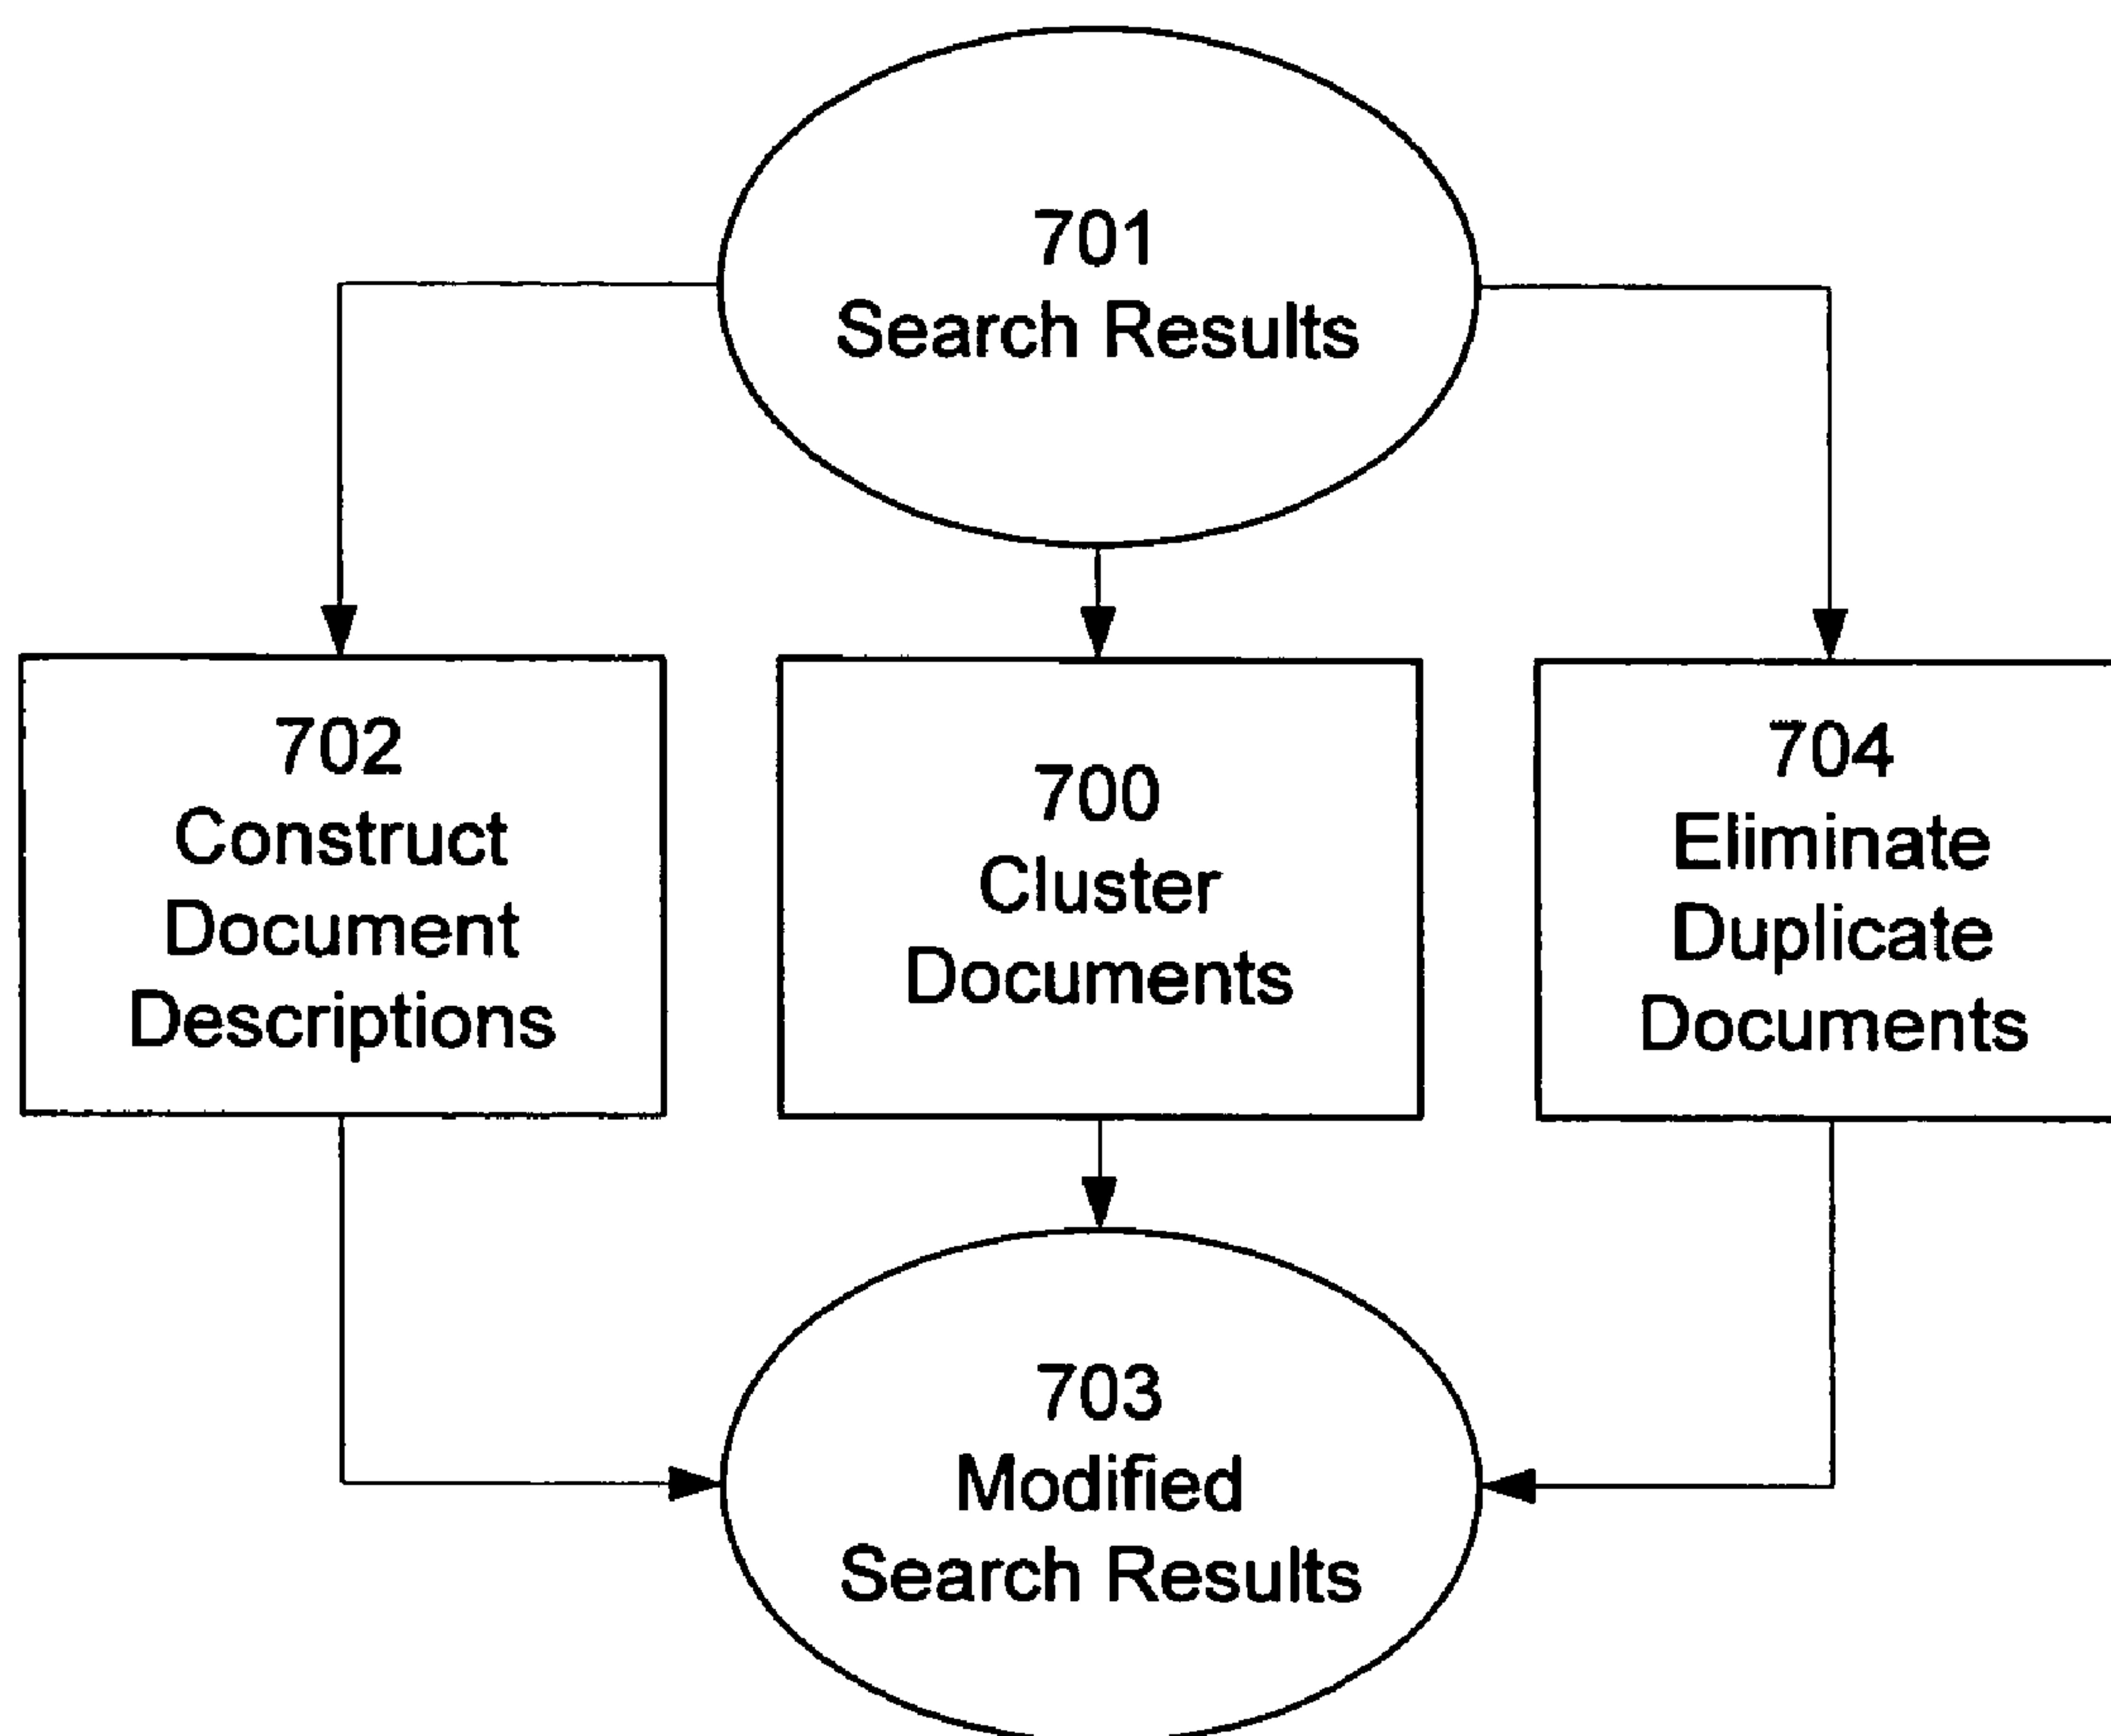 701
Search Results
702
Construct
Document
Descriptions
700
Cluster
Documents
704
Eliminate
Duplicate
Documents
703
Modified
Search Results